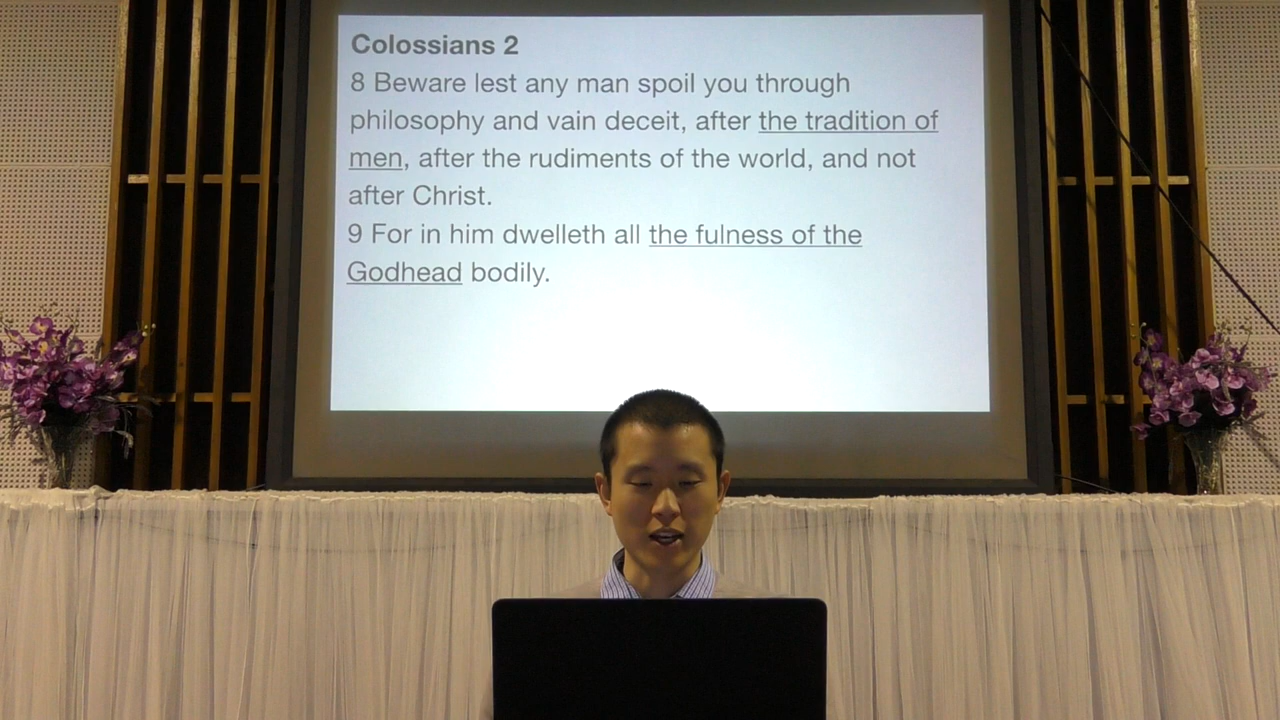 Colossians 2
8 Beware lest any man spoil you through
philosophy and vain deceit, after the tradition of
men, after the rudiments of the world, and not
after Christ.
9 For in him dwelleth all the fulness of the
Godhead bodily.